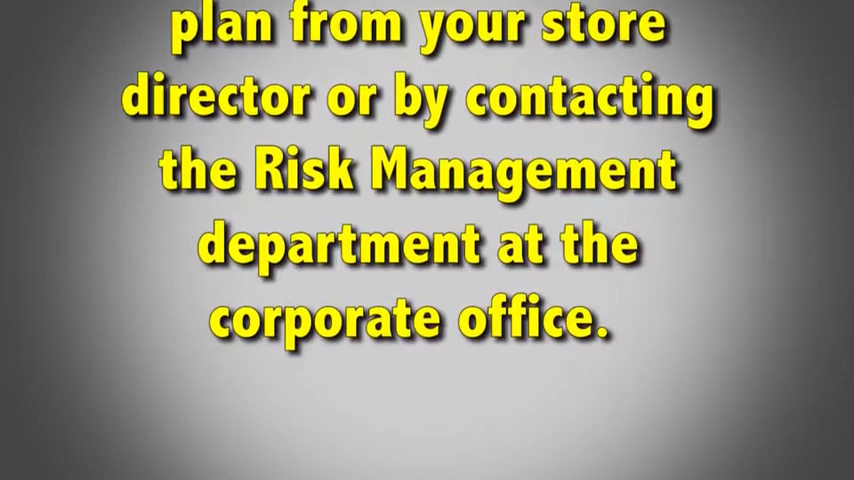 plan from your store
director or by contacting
the Risk Management
department at the
corporate office.